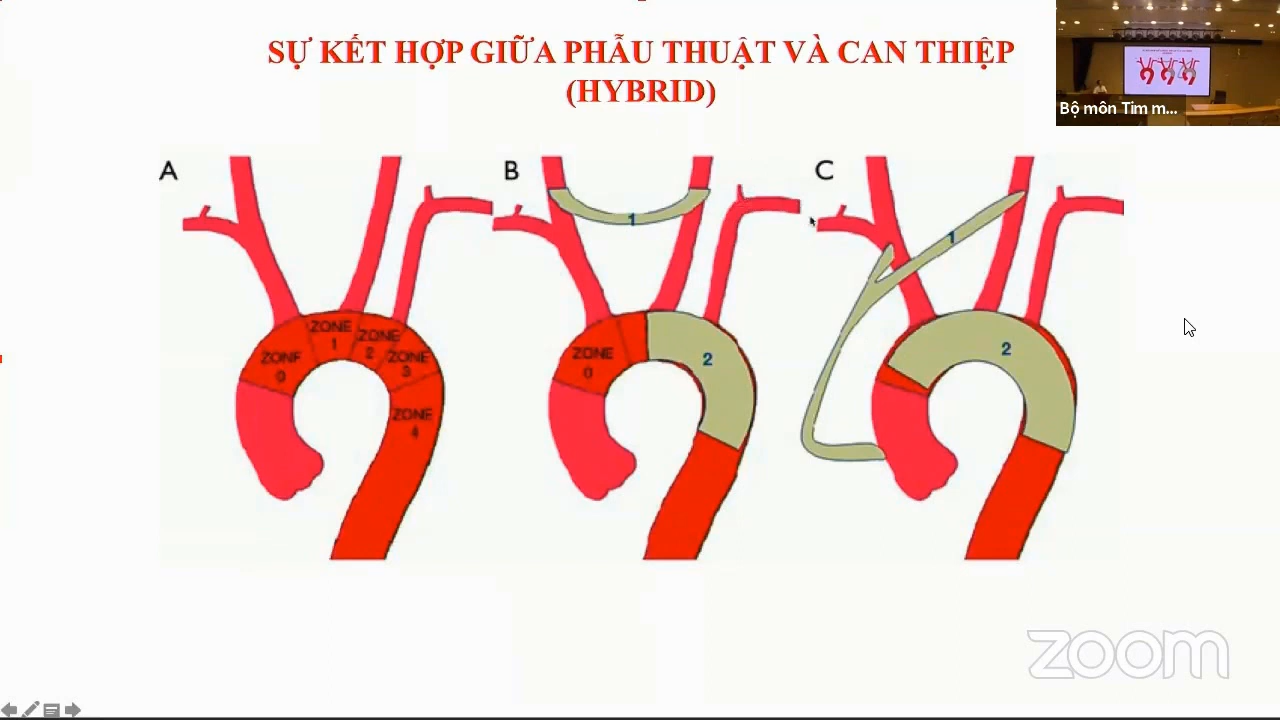 SỰ KẾT HỢP GIỮA PHẪU THUẬT VÀ CAN THIỆP
(HYBRID)
Bộ môn Tim m...
A
B
C
1
1
ZONE
0
ZONE
1
ZONE
2
ZONE
3
ZONE
4
ZONE
0
2
2
zoom